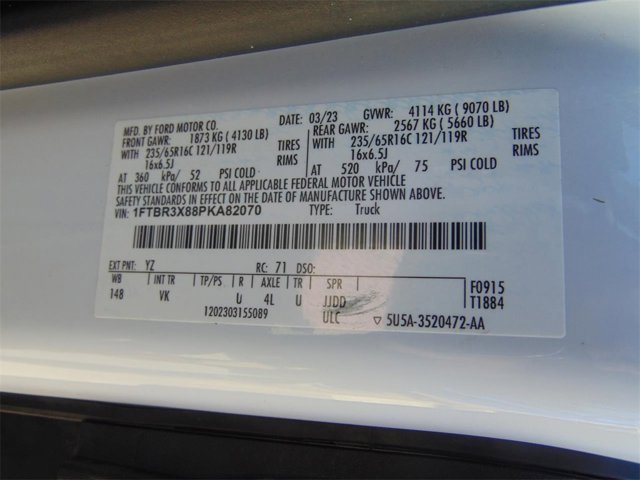 MFD. BY FORD MOTOR CO.
DATE: 03/23 GVWR: 4114 KG ( 9070 LB)
FRONT GAWR: 1873 KG ( 4130 LB)
REAR GAWR: 2567 KG ( 5660 LB)
WITH 235/65R16C 121/119R TIRES
WITH 235/65R16C 121/119R TIRES
16x6.5J RIMS
16x6.5J RIMS
AT 360 kPa/ 52 PSI COLD
AT 520 kPa/ 75 PSI COLD
THIS VEHICLE CONFORMS TO ALL APPLICABLE FEDERAL MOTOR VEHICLE
SAFETY STANDARDS IN EFFECT ON THE DATE OF MANUFACTURE SHOWN ABOVE.
VIN: 1FTBR3X88PKA82070 TYPE: Truck
EXT PNT: YZ RC: 71 DSO:
WB INT TR TP/PS R AXLE TR SPR
148 VK U 4L U JJDD
F0915
T1884
1202303155089
ULC 5U5A-3520472-AA